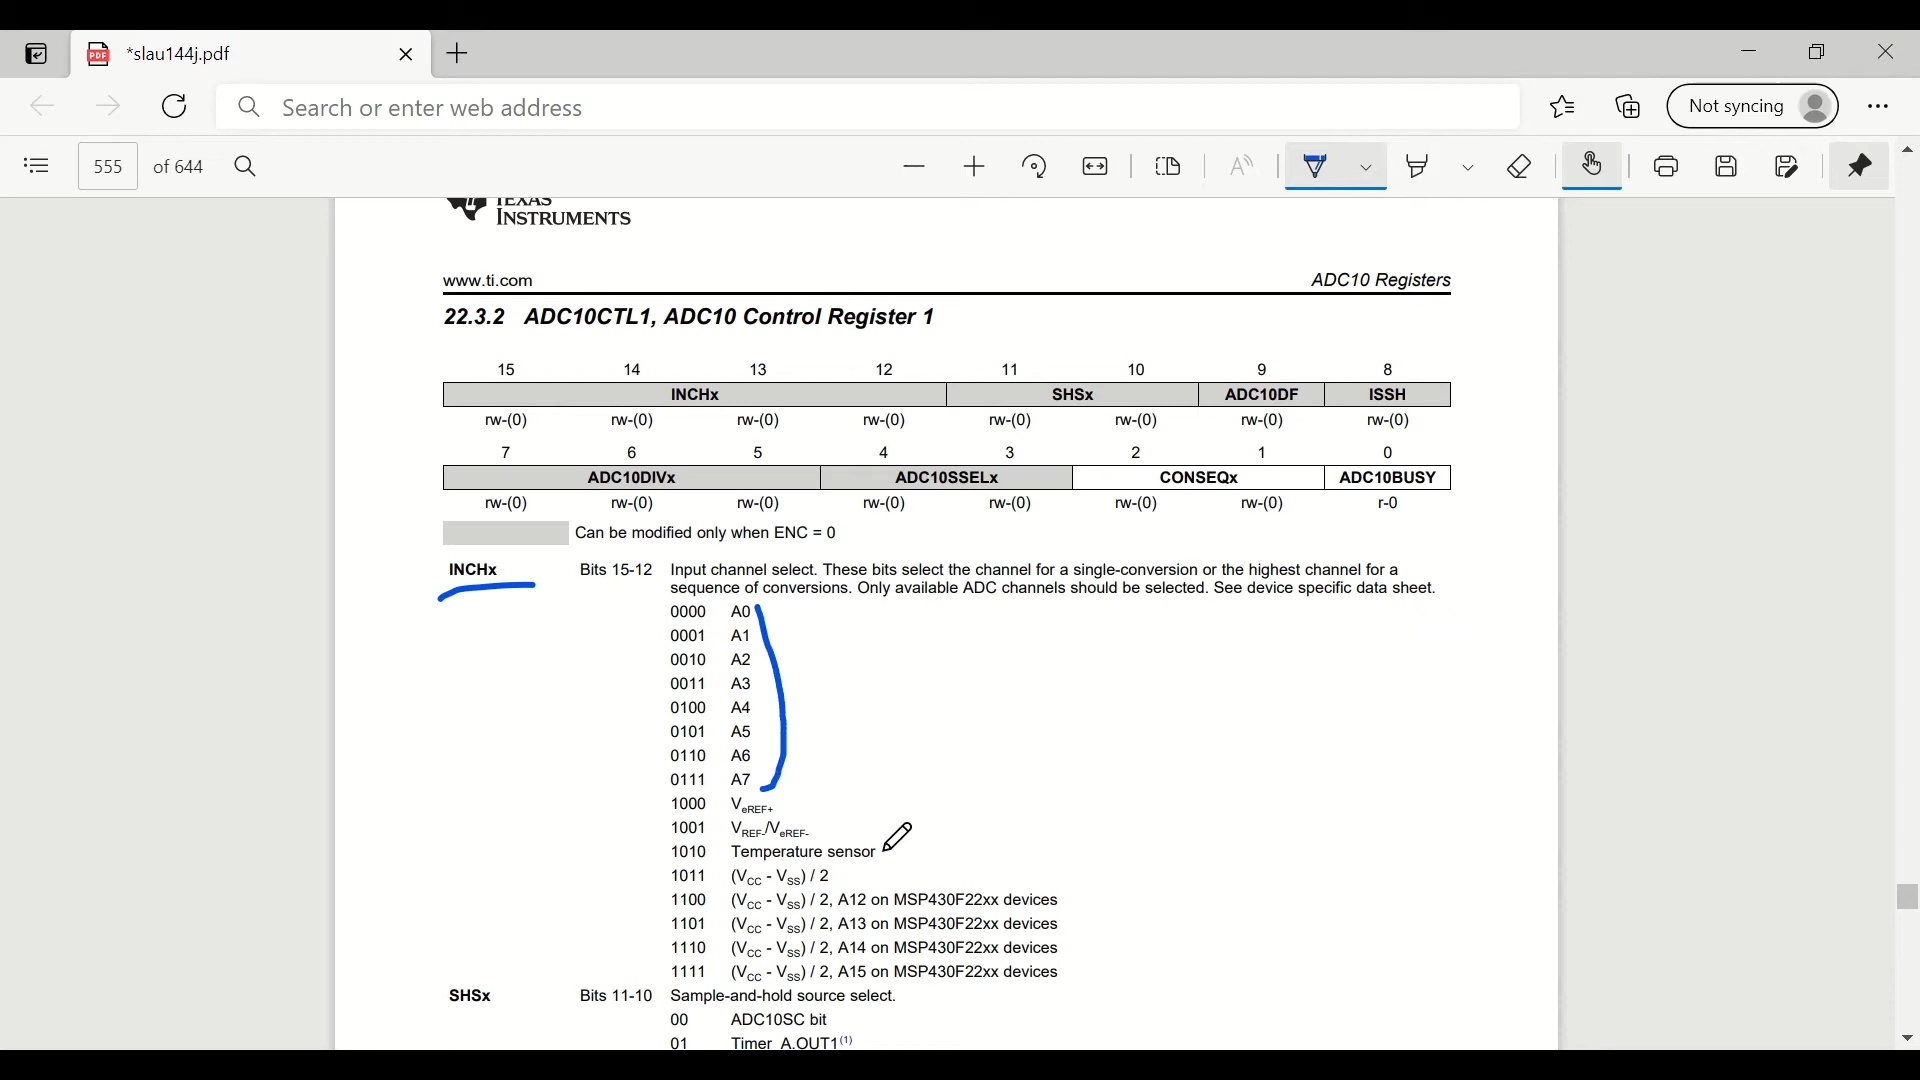 *slau144j.pdf
Search or enter web address
Not syncing
555 of 644
TEXAS
INSTRUMENTS
www.ti.com ADC10 Registers
22.3.2 ADC10CTL1, ADC10 Control Register 1
15 14 13 12 11 10 9 8
INCHx SHSx ADC10DF ISSH
rw-(0) rw-(0) rw-(0) rw-(0) rw-(0) rw-(0) rw-(0) rw-(0)
7 6 5 4 3 2 1 0
ADC10DIVx ADC10SSELx CONSEQx ADC10BUSY
rw-(0) rw-(0) rw-(0) rw-(0) rw-(0) rw-(0) rw-(0) r-0
Can be modified only when ENC = 0
INCHx Bits 15-12 Input channel select. These bits select the channel for a single-conversion or the highest channel for a
sequence of conversions. Only available ADC channels should be selected. See device specific data sheet.
0000 A0
0001 A1
0010 A2
0011 A3
0100 A4
0101 A5
0110 A6
0111 A7
1000 VeREF+
1001 VREF-/VeREF-
1010 Temperature sensor
1011 (VCC - VSS) / 2
1100 (VCC - VSS) / 2, A12 on MSP430F22xx devices
1101 (VCC - VSS) / 2, A13 on MSP430F22xx devices
1110 (VCC - VSS) / 2, A14 on MSP430F22xx devices
1111 (VCC - VSS) / 2, A15 on MSP430F22xx devices
SHSx Bits 11-10 Sample-and-hold source select.
00 ADC10SC bit
01 Timer_A.OUT1(1)